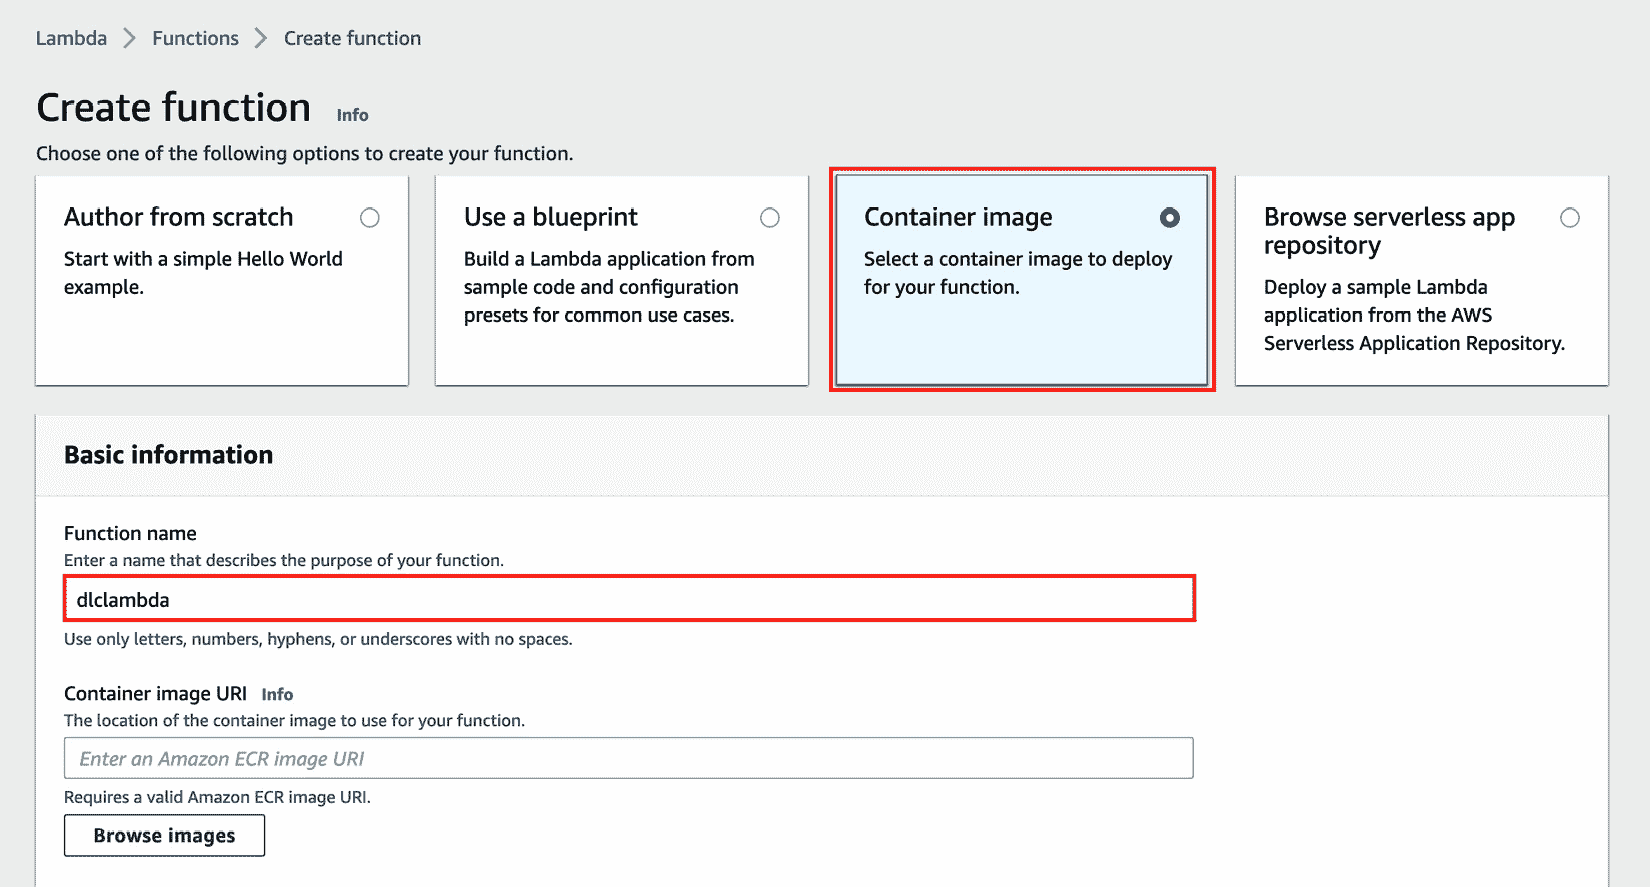 Lambda
Functions
Create function
Create function Info
Choose one of the following options to create your function.
Author from scratch
Start with a simple Hello World
example.
Use a blueprint
Build a Lambda application from
sample code and configuration
presets for common use cases.
Container image
Select a container image to deploy
for your function.
Browse serverless app
repository
Deploy a sample Lambda
application from the AWS
Serverless Application Repository.
Basic information
Function name
Enter a name that describes the purpose of your function.
dlclambda
Use only letters, numbers, hyphens, or underscores with no spaces.
Container image URI Info
The location of the container image to use for your function.
Enter an Amazon ECR image URI
Requires a valid Amazon ECR image URI.
Browse images